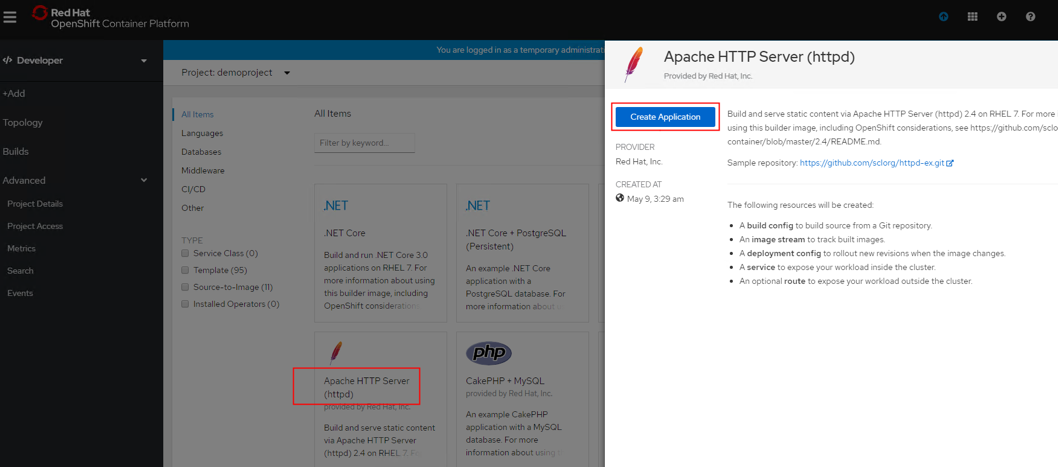 Red Hat
OpenShift Container Platform
You are logged in as a temporary administrati
Developer
+Add
Topology
Builds
Advanced
Project Details
Project Access
Metrics
Search
Events
Project: demoproject
All Items
Languages
Databases
Middleware
CI/CD
Other
TYPE
Service Class (0)
Template (95)
Source-to-Image (11)
Installed Operators (0)
All Items
Filter by keyword...
.NET
.NET Core
Build and run .NET Core 3.0
applications on RHEL 7. For
more information about using
this builder image, including
OpenShift considerations,
.NET
.NET Core + PostgreSQL
(Persistent)
An example .NET Core
application with a
PostgreSQL database. For
more information about
Apache HTTP Server
(httpd)
provided by Red Hat, Inc.
Build and serve static content
via Apache HTTP Server
(httpd) 2.4 on RHEL 7.
php
CakePHP + MySQL
provided by Red Hat, Inc.
An example CakePHP
application with a MySQL
database. For more
information about
Apache HTTP Server (httpd)
Provided by Red Hat, Inc.
Create Application
PROVIDER
Red Hat, Inc.
CREATED AT
May 9, 3:29 am
Build and serve static content via Apache HTTP Server (httpd) 2.4 on RHEL 7. For more
using this builder image, including OpenShift considerations, see https://github.com/sclo
container/blob/master/2.4/README.md.
Sample repository: https://github.com/sclorg/httpd-ex.git
The following resources will be created:
• A build config to build source from a Git repository.
• An image stream to track built images.
• A deployment config to rollout new revisions when the image changes.
• A service to expose your workload inside the cluster.
• An optional route to expose your workload outside the cluster.